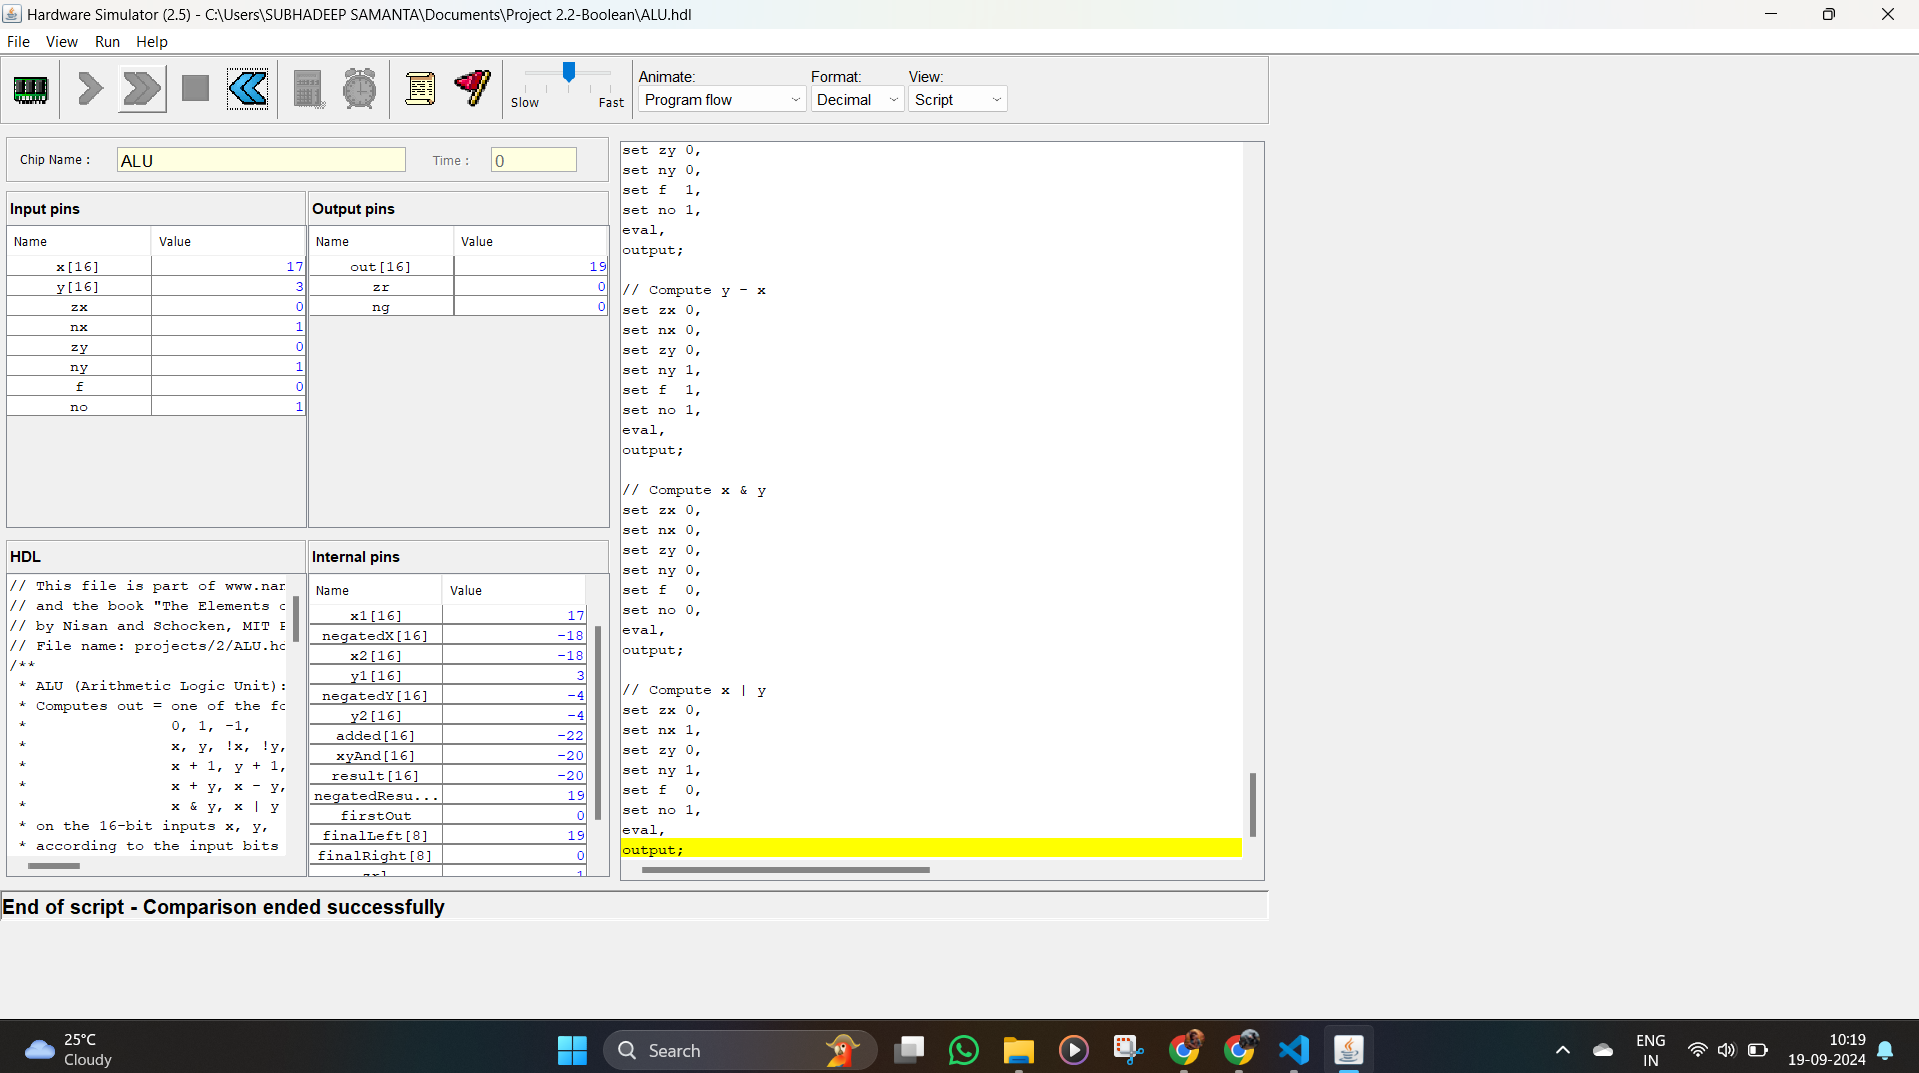 Hardware Simulator (2.5) - C:\Users\SUBHADEEP SAMANTA\Documents\Project 2.2-Boolean\ALU.hdl
File View Run Help
Slow Fast
Animate: Format: View:
Program flow Decimal Script
Chip Name : ALU Time : 0
Input pins
Name Value
x[16] 17
y[16] 3
zx 0
nx 1
zy 0
ny 1
f 0
no 1
Output pins
Name Value
out[16] 19
zr 0
ng 0
HDL
// This file is part of www.nan
// and the book "The Elements o
// by Nisan and Schocken, MIT P
// File name: projects/2/ALU.hd
/**
* ALU (Arithmetic Logic Unit):
* Computes out = one of the fo
* 0, 1, -1,
* x, y, !x, !y,
* x + 1, y + 1,
* x + y, x - y,
* x & y, x | y
* on the 16-bit inputs x, y,
* according to the input bits
Internal pins
Name Value
x1[16] 17
negatedX[16] -18
x2[16] -18
y1[16] 3
negatedY[16] -4
y2[16] -4
added[16] -22
xyAnd[16] -20
result[16] -20
negatedResu... 19
firstOut 0
finalLeft[8] 19
finalRight[8] 0
set zy 0,
set ny 0,
set f 1,
set no 1,
eval,
output;
// Compute y - x
set zx 0,
set nx 0,
set zy 0,
set ny 1,
set f 1,
set no 1,
eval,
output;
// Compute x & y
set zx 0,
set nx 0,
set zy 0,
set ny 0,
set f 0,
set no 0,
eval,
output;
// Compute x | y
set zx 0,
set nx 1,
set zy 0,
set ny 1,
set f 0,
set no 1,
eval,
output;
End of script - Comparison ended successfully
25°C
Cloudy
Search
ENG
IN
10:19
19-09-2024